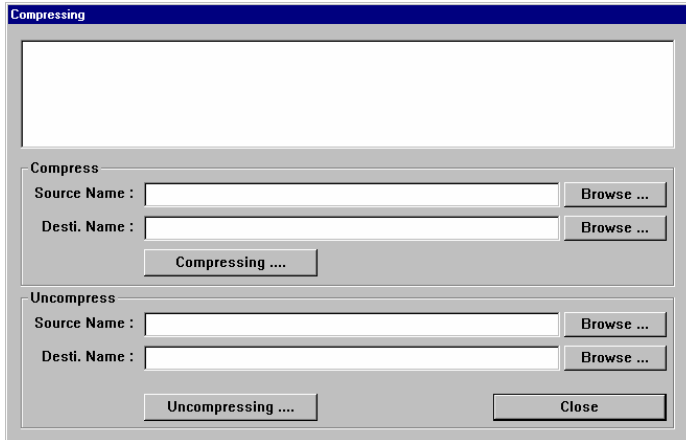 Compressing
Compress
Source Name : Browse ...
Desti. Name : Browse ...
Compressing ....
Uncompress
Source Name : Browse ...
Desti. Name : Browse ...
Uncompressing .... Close